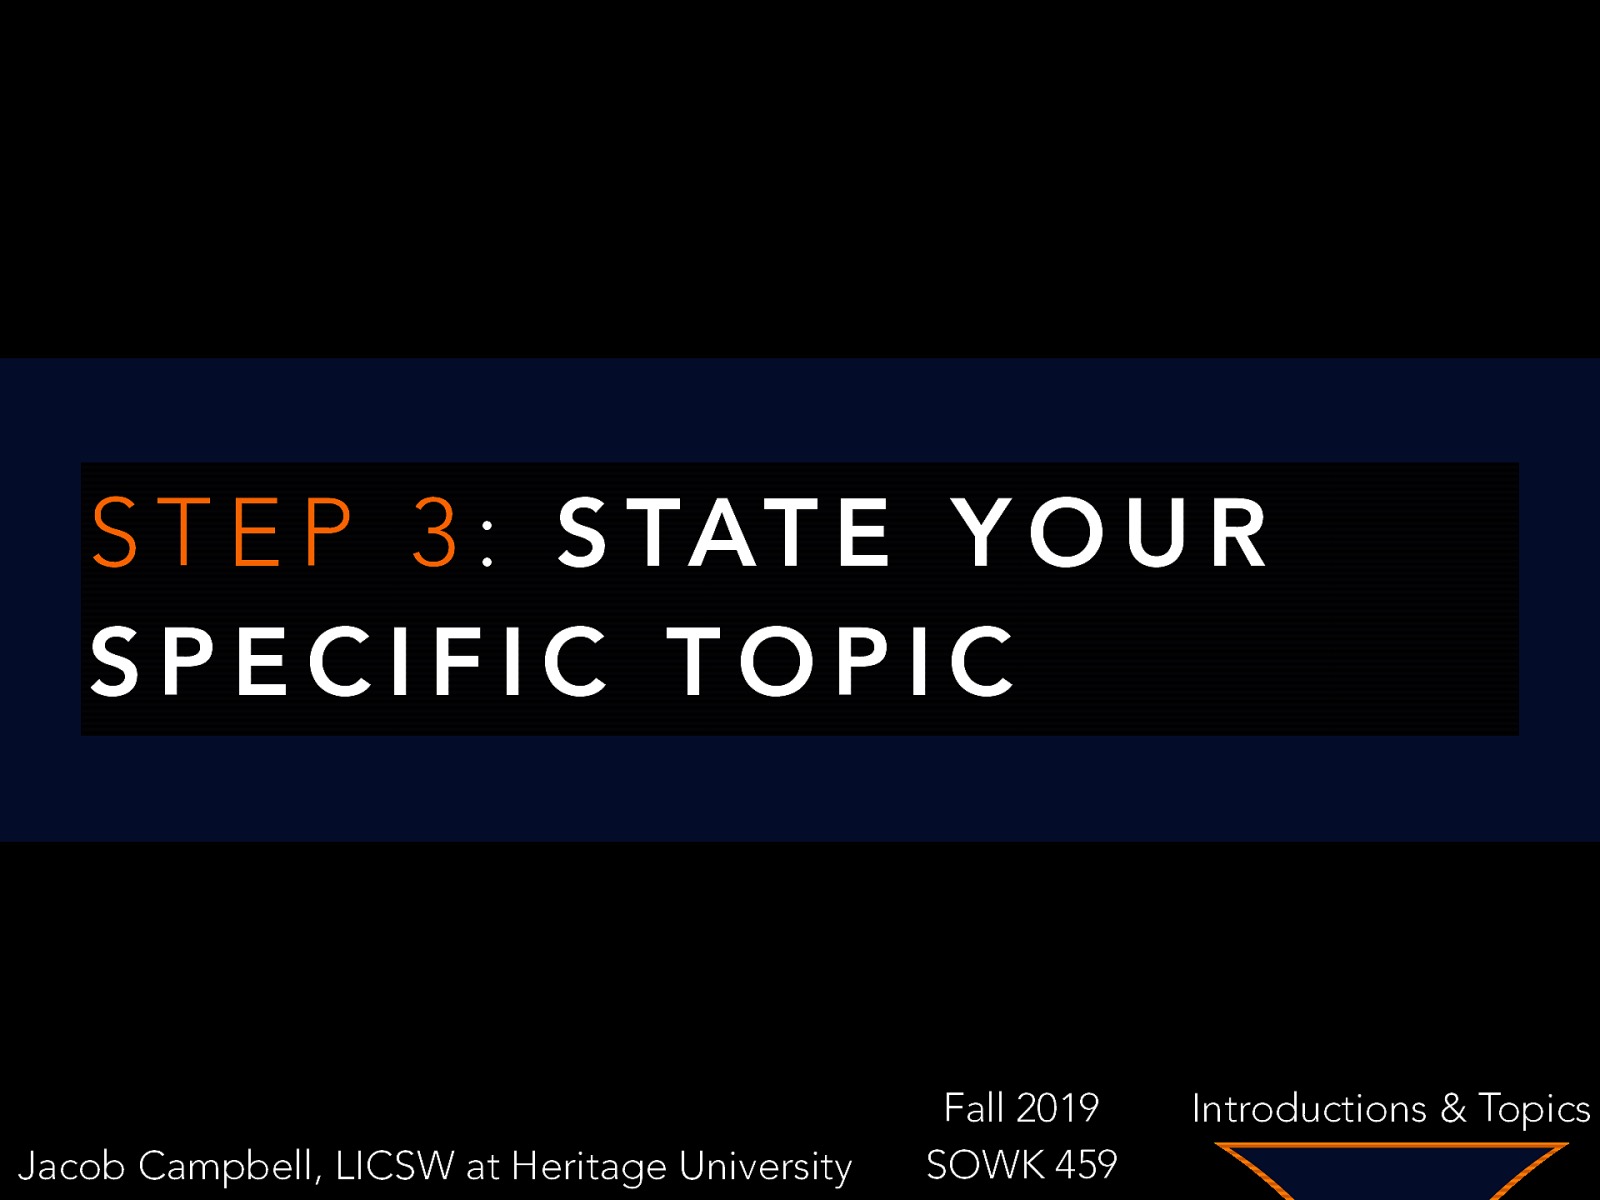 STEP 3: STATE YOUR
SPECIFIC TOPIC
Fall 2019
Introductions & Topics
Jacob Campbell, LICSW at Heritage University
SOWK 459